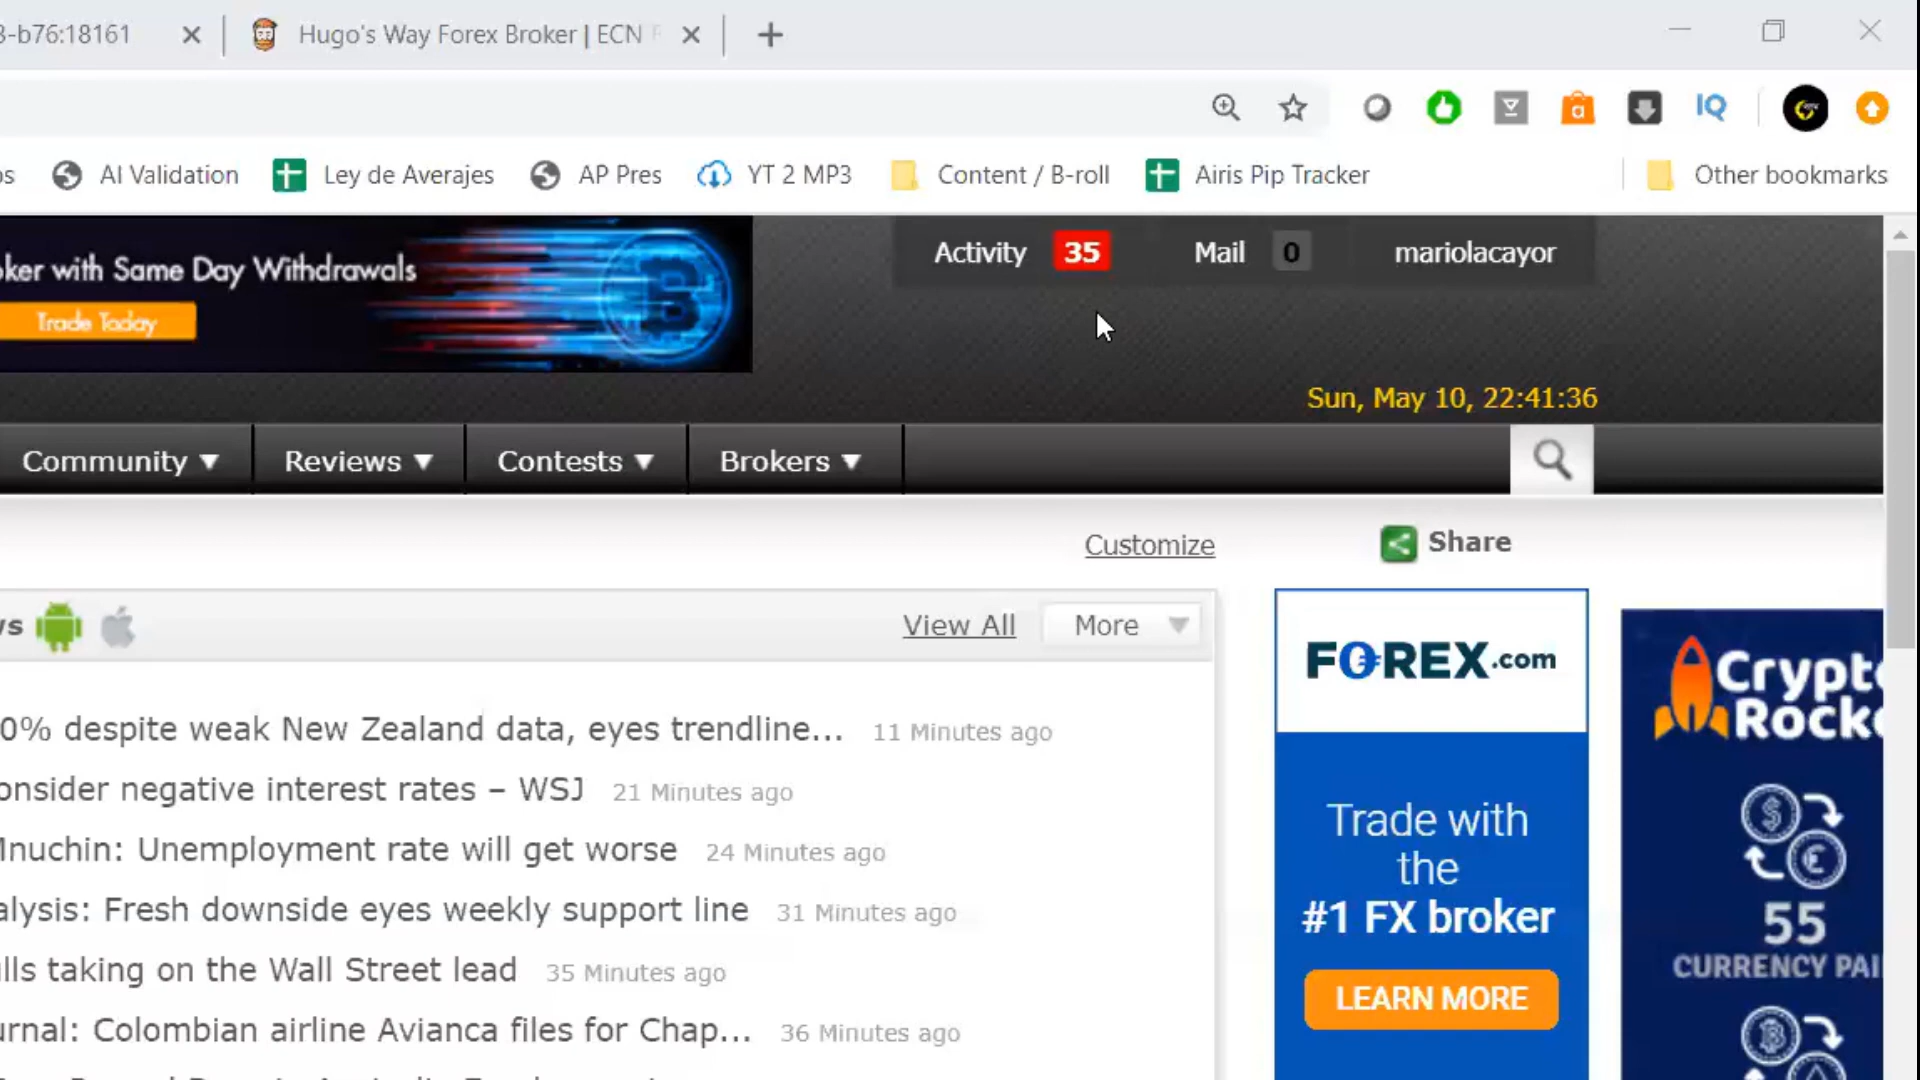 3-b76:18161
Hugo's Way Forex Broker | ECN
IQ
AI Validation
Ley de Averajes
AP Pres
YT 2 MP3
Content / B-roll
Airis Pip Tracker
Other bookmarks
oker with Same Day Withdrawals
Trade Today
Activity 35 Mail 0 mariolacayor
Sun, May 10, 22:41:36
Community ▼ Reviews ▼ Contests ▼ Brokers ▼
Customize
Share
vs
View All
More
0% despite weak New Zealand data, eyes trendline... 11 Minutes ago
onsider negative interest rates – WSJ 21 Minutes ago
Mnuchin: Unemployment rate will get worse 24 Minutes ago
alysis: Fresh downside eyes weekly support line 31 Minutes ago
lls taking on the Wall Street lead 35 Minutes ago
urnal: Colombian airline Avianca files for Chap... 36 Minutes ago
FOREX.com
Trade with
the
#1 FX broker
LEARN MORE
Crypto
Rocke
55
CURRENCY PAI